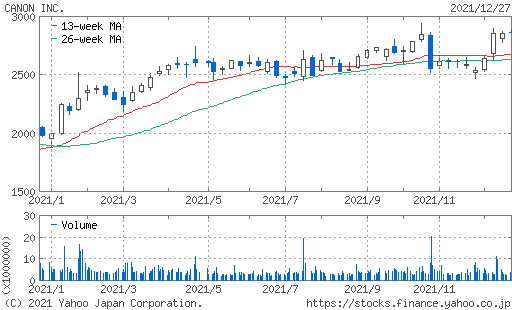 CANON INC. 2021/12/27
3000
13-week MA
26-week MA
2500
2000
1500
2021/1 2021/3 2021/5 2021/7 2021/9 2021/11
30
Volume
20
10
0
(x1000000)
2021/1 2021/3 2021/5 2021/7 2021/9 2021/11
(C) 2021 Yahoo Japan Corporation. https://stocks.finance.yahoo.co.jp/